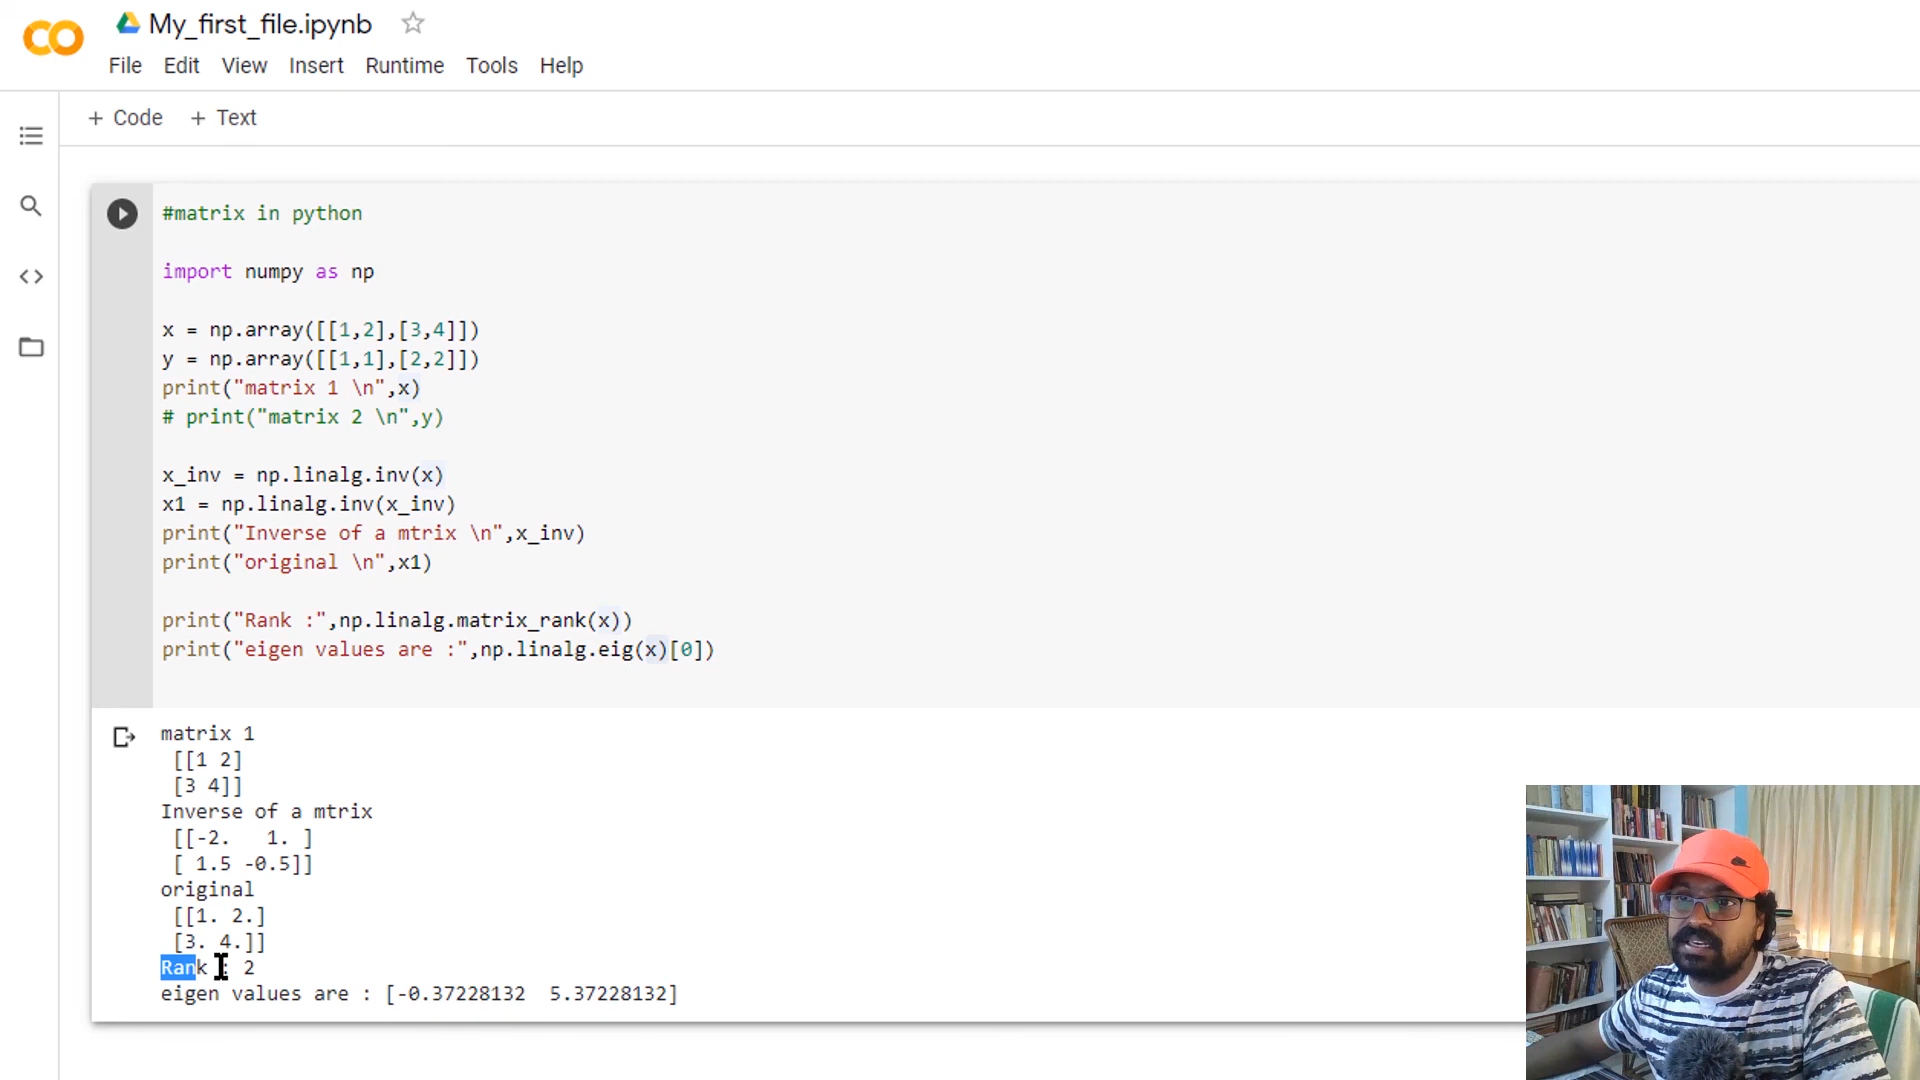 My_first_file.ipynb
File Edit View Insert Runtime Tools Help
+ Code + Text
#matrix in python
import numpy as np
x = np.array([[1,2],[3,4]])
y = np.array([[1,1],[2,2]])
print("matrix 1 \n",x)
# print("matrix 2 \n",y)
x_inv = np.linalg.inv(x)
x1 = np.linalg.inv(x_inv)
print("Inverse of a mtrix \n",x_inv)
print("original \n",x1)
print("Rank :",np.linalg.matrix_rank(x))
print("eigen values are :",np.linalg.eig(x)[0])
matrix 1
[[1 2]
[3 4]]
Inverse of a mtrix
[[-2.   1. ]
[ 1.5 -0.5]]
original
[[1. 2.]
[3. 4.]]
Rank : 2
eigen values are : [-0.37228132  5.37228132]